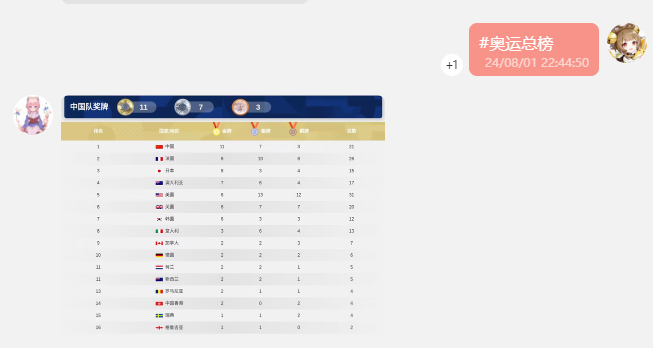 #奥运总榜
24/08/01 22:44:50
+1
中国队奖牌 11 7 3
排名 国家/地区 金牌 银牌 铜牌 总数
1 中国 11 7 3 21
2 法国 8 10 8 26
3 日本 8 3 4 15
4 澳大利亚 7 6 4 17
5 美国 6 13 12 31
6 英国 6 7 7 20
7 韩国 6 3 3 12
8 意大利 3 6 4 13
9 加拿大 2 2 3 7
10 德国 2 2 2 6
11 荷兰 2 2 1 5
11 新西兰 2 2 1 5
13 罗马尼亚 2 1 1 4
14 中国香港 2 0 2 4
15 瑞典 1 1 2 4
16 格鲁吉亚 1 1 0 2